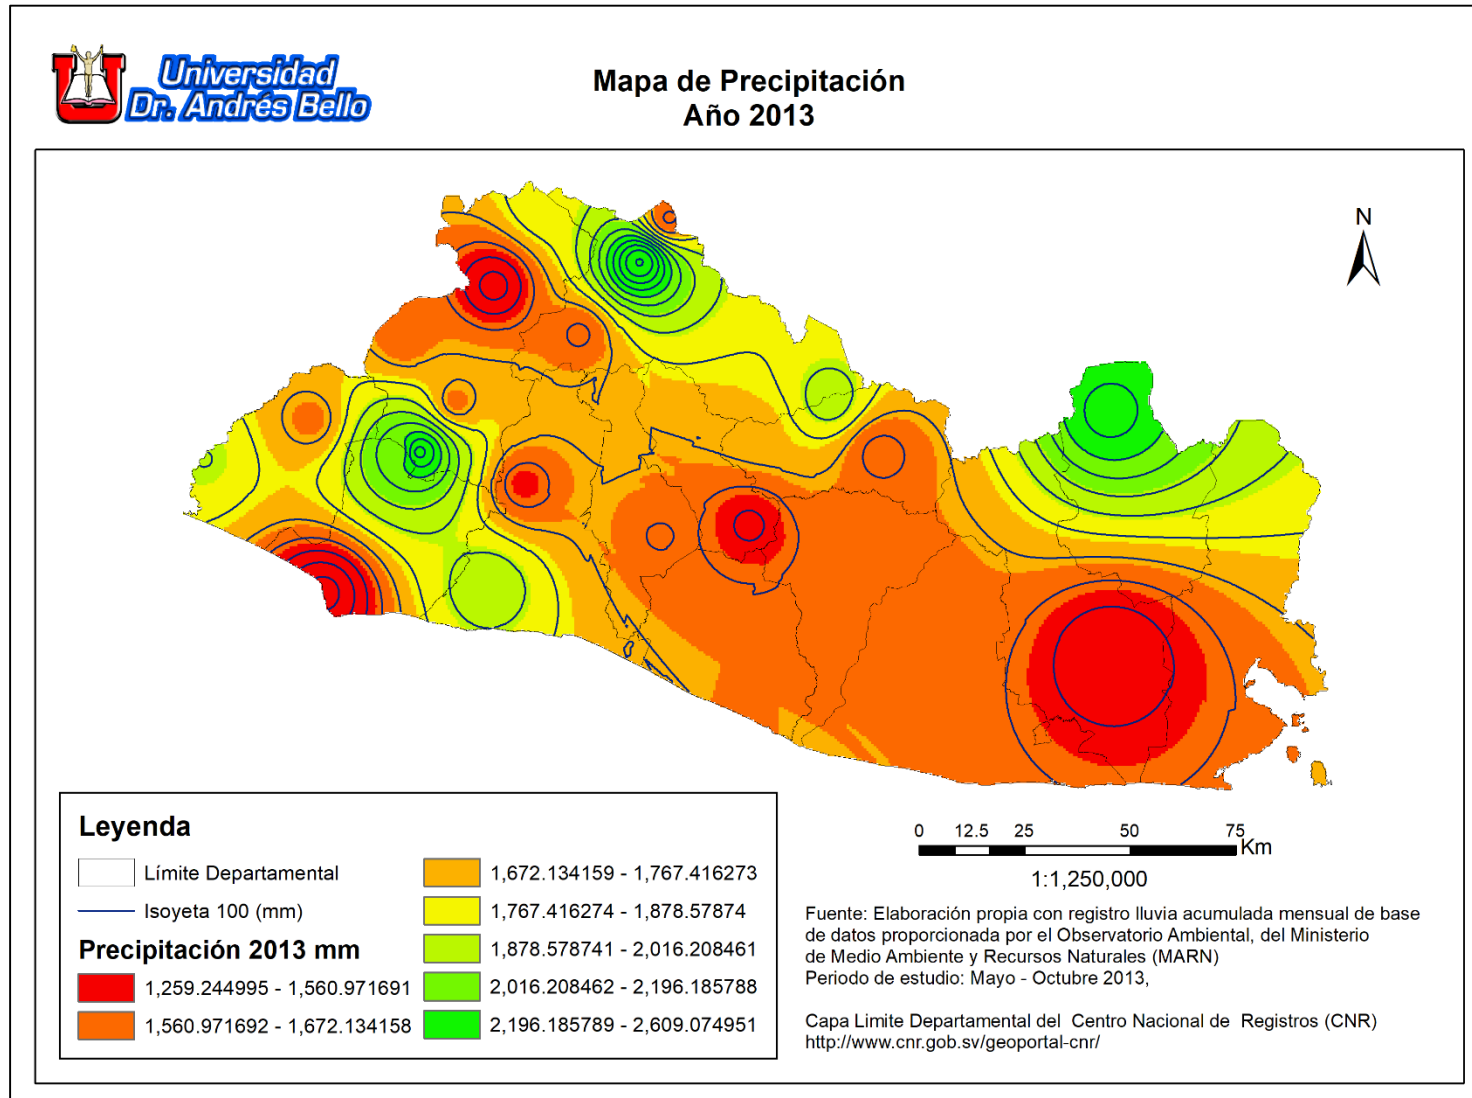 Universidad
Dr. Andrés Bello
Mapa de Precipitación
Año 2013
N
Leyenda
Límite Departamental
Isoyeta 100 (mm)
Precipitación 2013 mm
1,259.244995 - 1,560.971691
1,560.971692 - 1,672.134158
1,672.134159 - 1,767.416273
1,767.416274 - 1,878.57874
1,878.578741 - 2,016.208461
2,016.208462 - 2,196.185788
2,196.185789 - 2,609.074951
0 12.5 25 50 75
Km
1:1,250,000
Fuente: Elaboración propia con registro lluvia acumulada mensual de base
de datos proporcionada por el Observatorio Ambiental, del Ministerio
de Medio Ambiente y Recursos Naturales (MARN)
Periodo de estudio: Mayo - Octubre 2013,
Capa Limite Departamental del Centro Nacional de Registros (CNR)
http://www.cnr.gob.sv/geoportal-cnr/